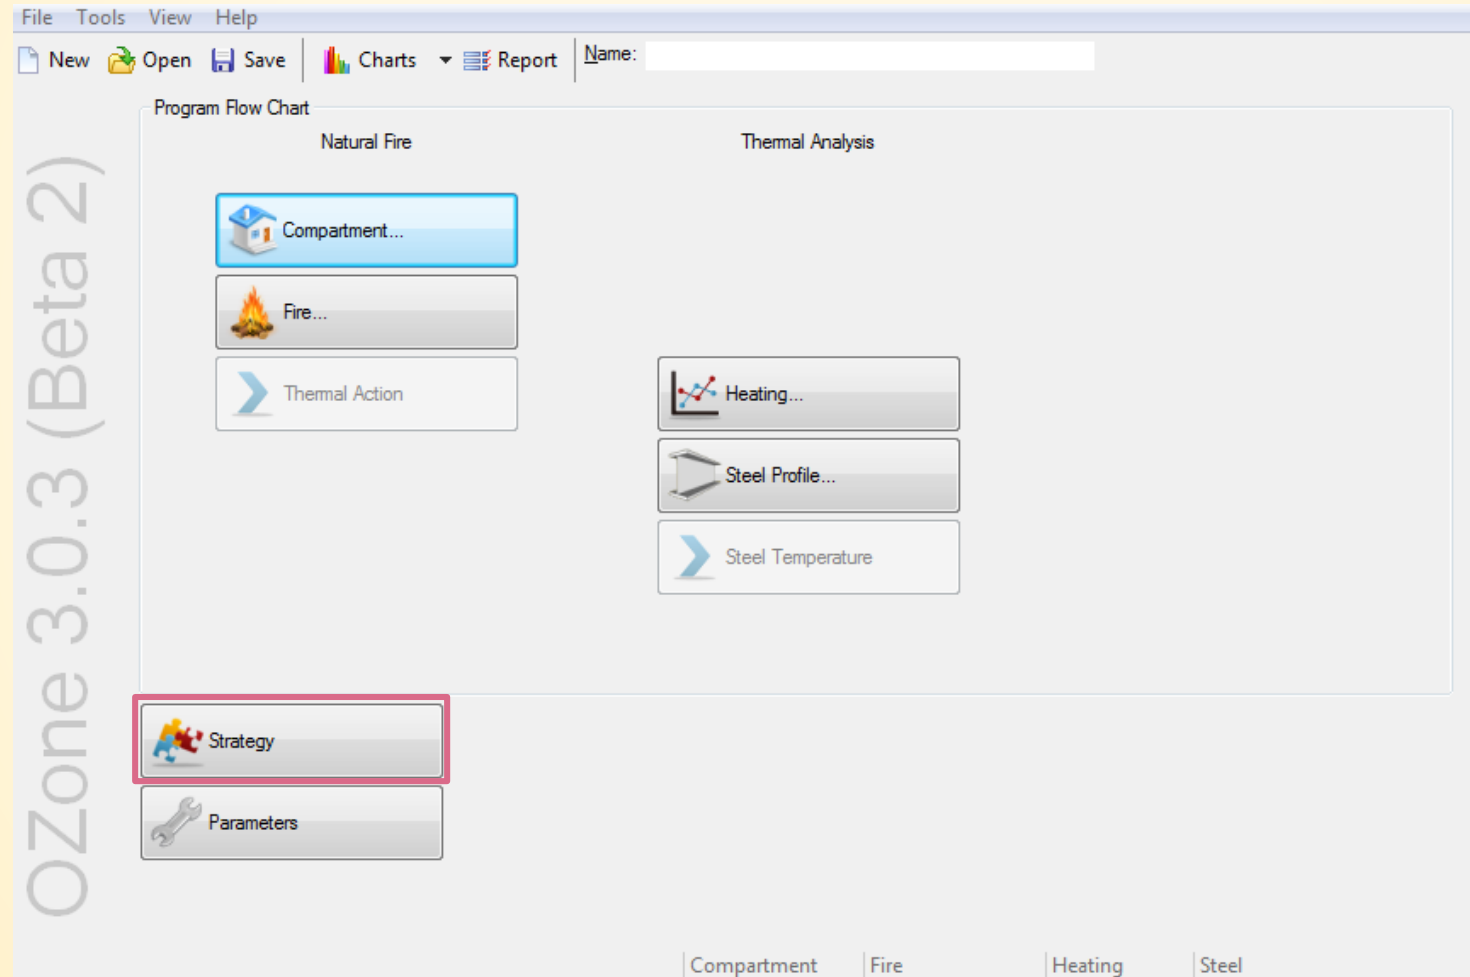 File Tools View Help
New Open Save Charts Report Name:
Program Flow Chart
Natural Fire Thermal Analysis
Compartment...
Fire...
Thermal Action Heating...
Steel Profile...
Steel Temperature
Strategy
Parameters
OZone 3.0.3 (Beta 2)
Compartment Fire Heating Steel